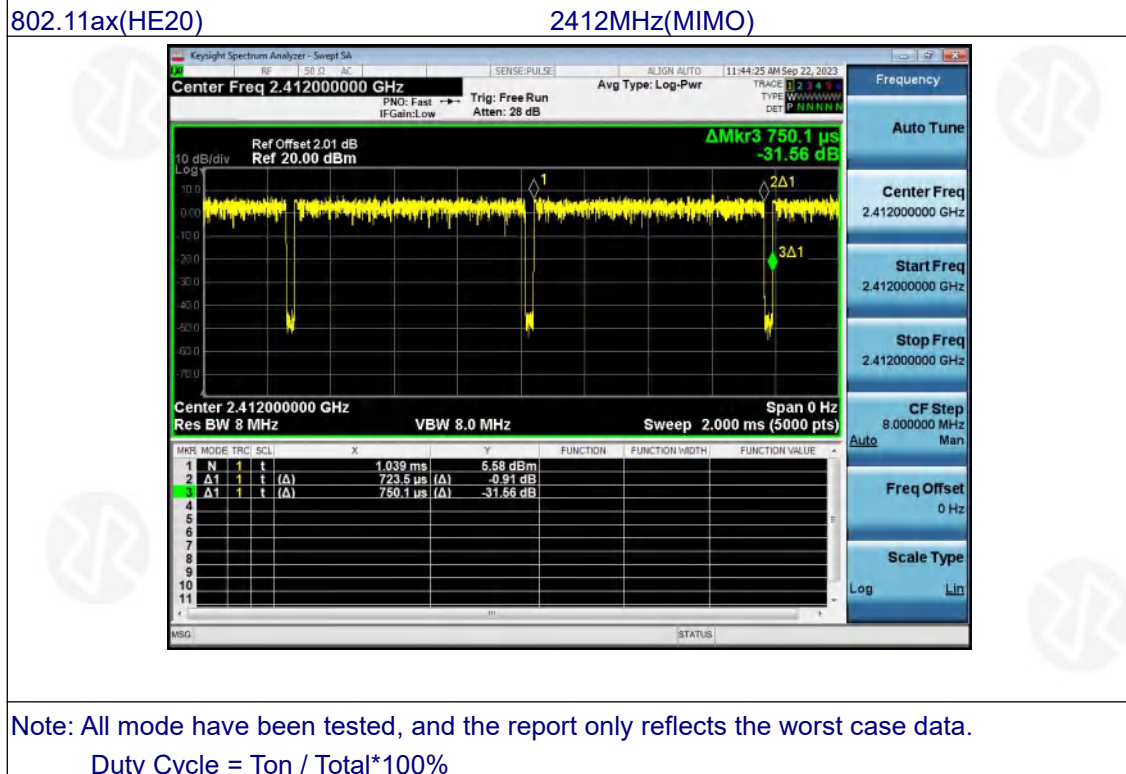 802.11ax(HE20) 2412MHz(MIMO)
Keysight Spectrum Analyzer - Swept SA
RF 50 Ω AC SENSE:PULSE ALIGN AUTO 11:44:25 AM Sep 22, 2023
Center Freq 2.412000000 GHz
PNO: Fast Trig: Free Run Avg Type: Log-Pwr TRACE 1 2 3 4 5 6
IFGain:Low Atten: 28 dB TYPE WWWWWW
DET P NNNNN
Frequency
Ref Offset 2.01 dB ΔMkr3 750.1 µs
10 dB/div Ref 20.00 dBm -31.56 dB
Log
10.0
0.00
-10.0
-20.0
-30.0
-40.0
-50.0
-60.0
-70.0
1
2Δ1
3Δ1
Center 2.412000000 GHz Span 0 Hz
Res BW 8 MHz VBW 8.0 MHz Sweep 2.000 ms (5000 pts)
MKR MODE TRC SCL X Y FUNCTION FUNCTION WIDTH FUNCTION VALUE
1 N 1 t 1.039 ms 5.58 dBm
2 Δ1 1 t (Δ) 723.5 µs (Δ) -0.91 dB
3 Δ1 1 t (Δ) 750.1 µs (Δ) -31.56 dB
4
5
6
7
8
9
10
11
MSG STATUS
Auto Tune
Center Freq
2.412000000 GHz
Start Freq
2.412000000 GHz
Stop Freq
2.412000000 GHz
CF Step
8.000000 MHz
Auto Man
Freq Offset
0 Hz
Scale Type
Log Lin
Note: All mode have been tested, and the report only reflects the worst case data.
Duty Cycle = Ton / Total*100%